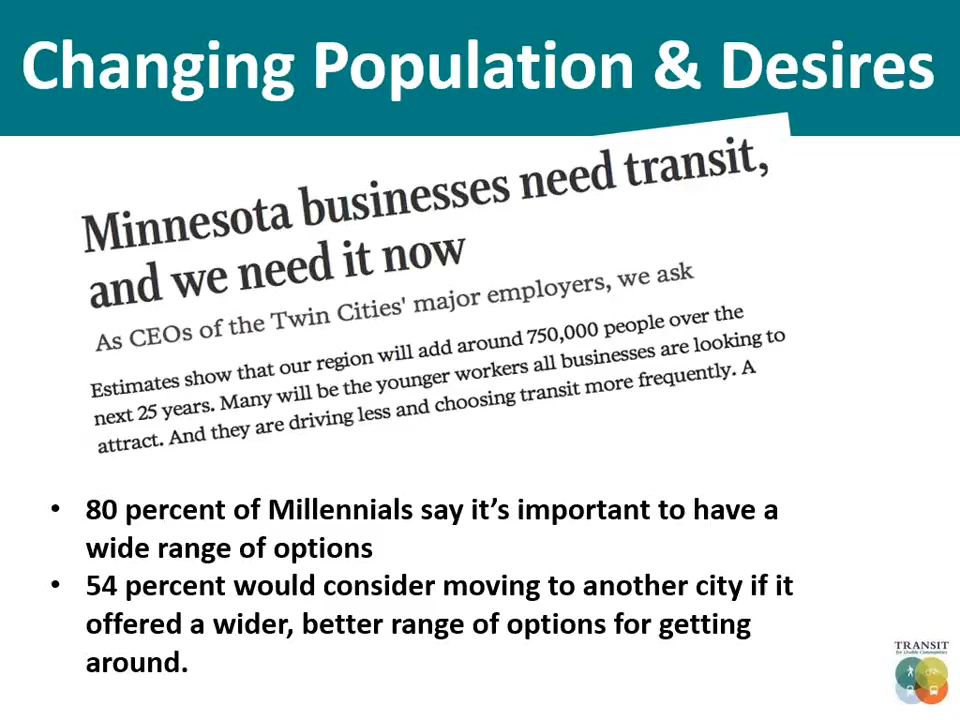 Changing Population & Desires
Minnesota businesses need transit,
and we need it now
As CEOs of the Twin Cities' major employers, we ask
Estimates show that our region will add around 750,000 people over the
next 25 years. Many will be the younger workers all businesses are looking to
attract. And they are driving less and choosing transit more frequently. A
• 80 percent of Millennials say it’s important to have a
wide range of options
• 54 percent would consider moving to another city if it
offered a wider, better range of options for getting
around.
TRANSIT
for Livable Communities